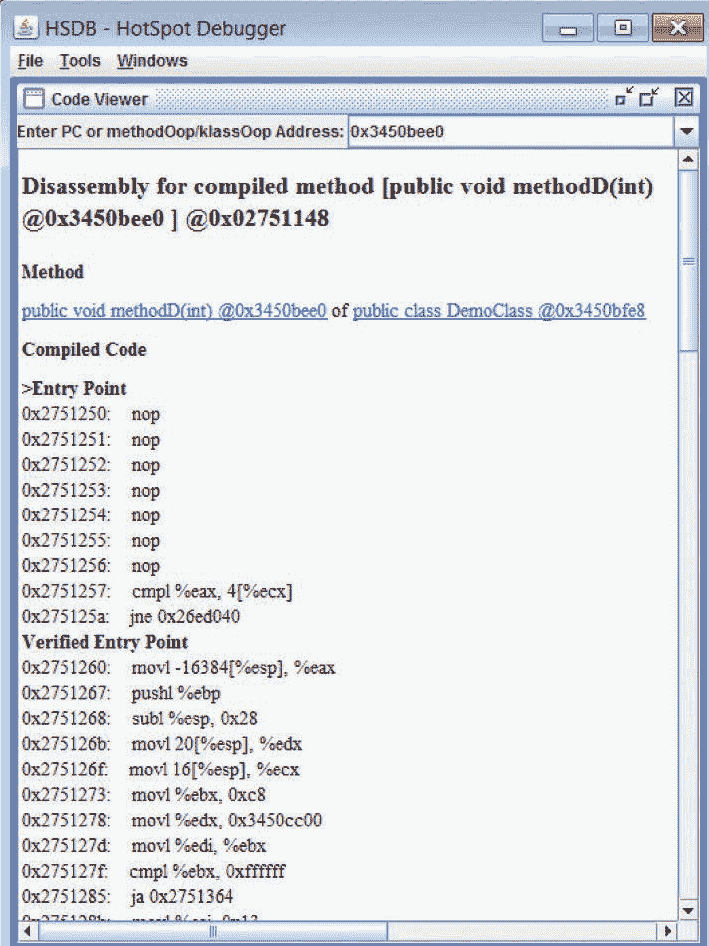 HSDB - HotSpot Debugger
File Tools Windows
Code Viewer
Enter PC or methodOop/klassOop Address: 0x3450bee0
Disassembly for compiled method [public void methodD(int)
@0x3450bee0 ] @0x02751148
Method
public void methodD(int) @0x3450bee0 of public class DemoClass @0x3450bfe8
Compiled Code
>Entry Point
0x2751250: nop
0x2751251: nop
0x2751252: nop
0x2751253: nop
0x2751254: nop
0x2751255: nop
0x2751256: nop
0x2751257: cmpl %eax, 4[%ecx]
0x275125a: jne 0x26ed040
Verified Entry Point
0x2751260: movl -16384[%esp], %eax
0x2751267: pushl %ebp
0x2751268: subl %esp, 0x28
0x275126b: movl 20[%esp], %edx
0x275126f: movl 16[%esp], %ecx
0x2751273: movl %ebx, 0xc8
0x2751278: movl %edx, 0x3450cc00
0x275127d: movl %edi, %ebx
0x275127f: cmpl %ebx, 0xffffff
0x2751285: ja 0x2751364